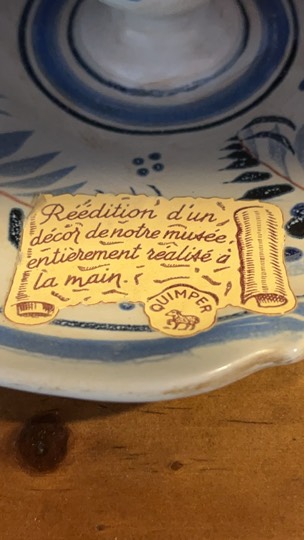 Réédition d'un
décor de notre musée
entièrement réalisé à
la main.
QUIMPER